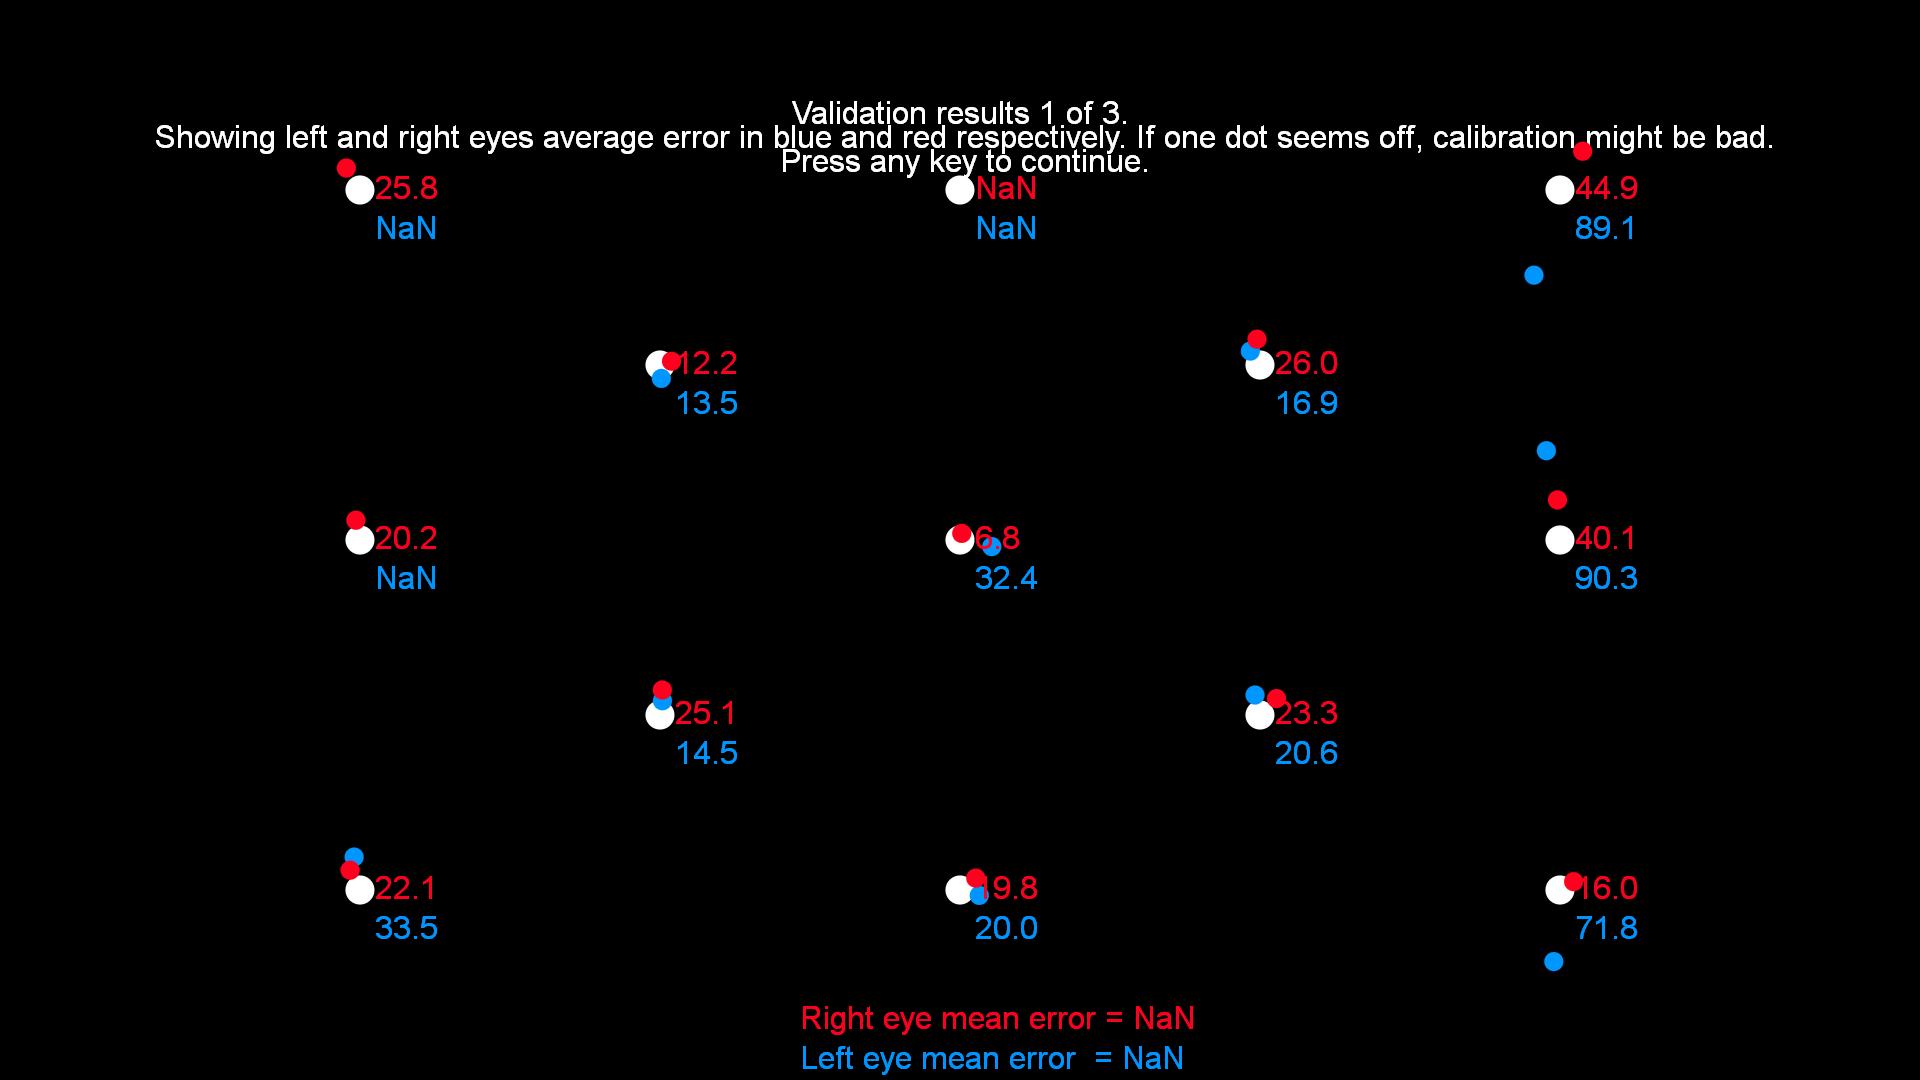 Validation results 1 of 3.
Showing left and right eyes average error in blue and red respectively. If one dot seems off, calibration might be bad.
Press any key to continue.
25.8 NaN 44.9
NaN NaN 89.1
12.2 26.0
13.5 16.9
20.2 6.8 40.1
NaN 32.4 90.3
25.1 23.3
14.5 20.6
22.1 19.8 16.0
33.5 20.0 71.8
Right eye mean error = NaN
Left eye mean error = NaN